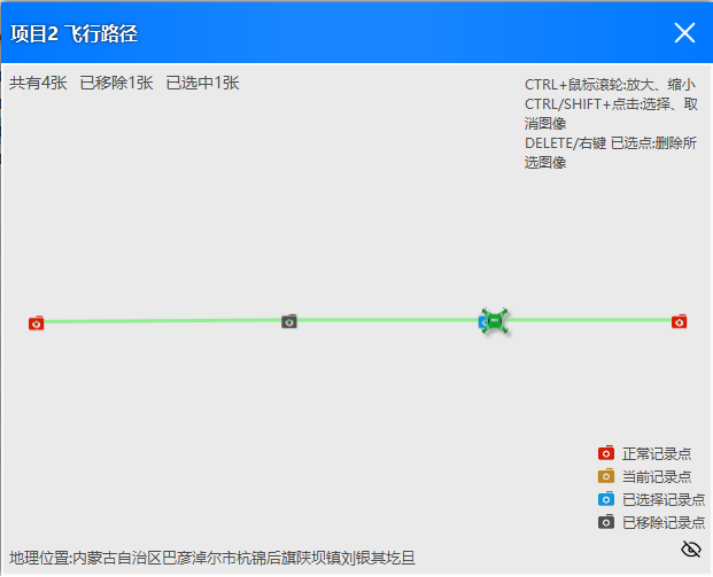 项目2 飞行路径
共有4张 已移除1张 已选中1张
CTRL+鼠标滚轮:放大、缩小
CTRL/SHIFT+点击:选择、取
消图像
DELETE/右键 已选点:删除所
选图像
正常记录点
当前记录点
已选择记录点
已移除记录点
地理位置:内蒙古自治区巴彦淖尔市杭锦后旗陕坝镇刘银其圪旦